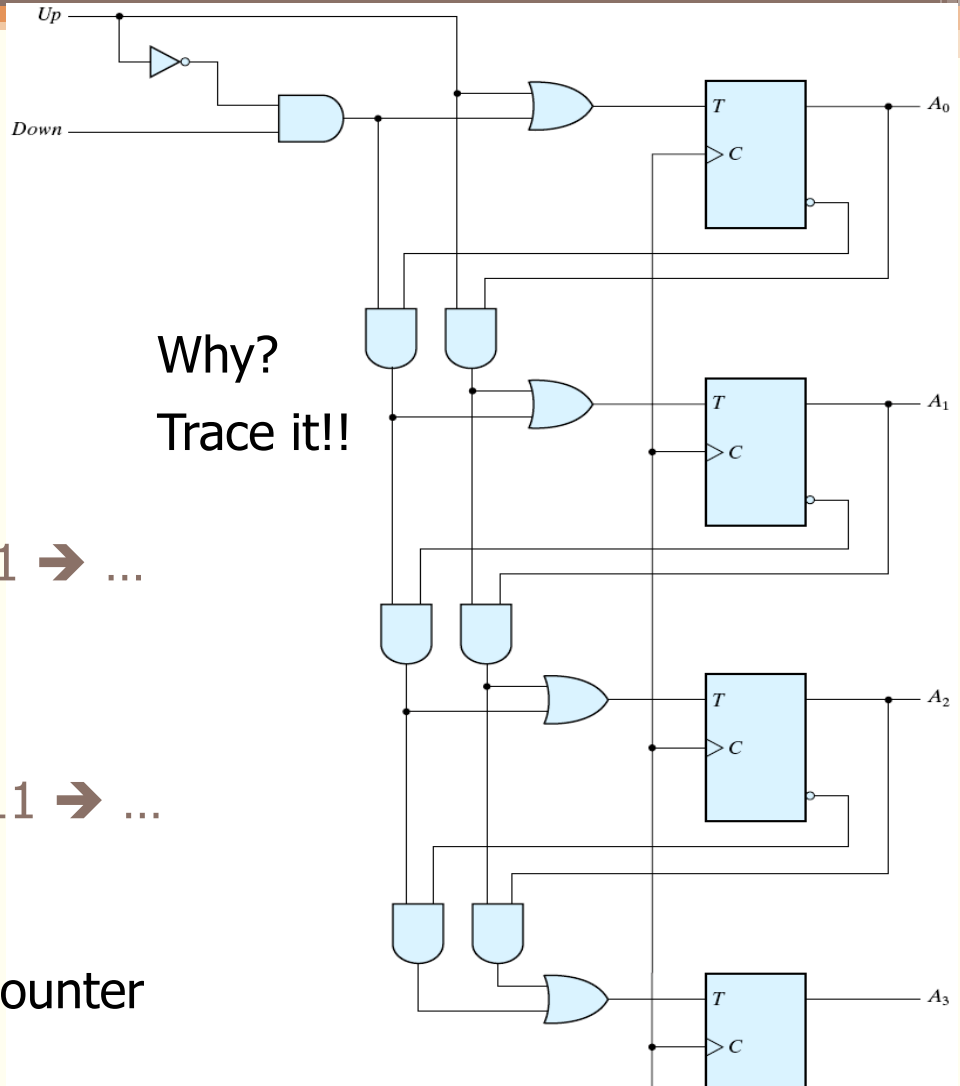 Up
Down
T
A0
C
Why?
Trace it!!
T
A1
C
1 ➔ ...
T
A2
C
.1 ➔ ...
ounter
T
A3
C